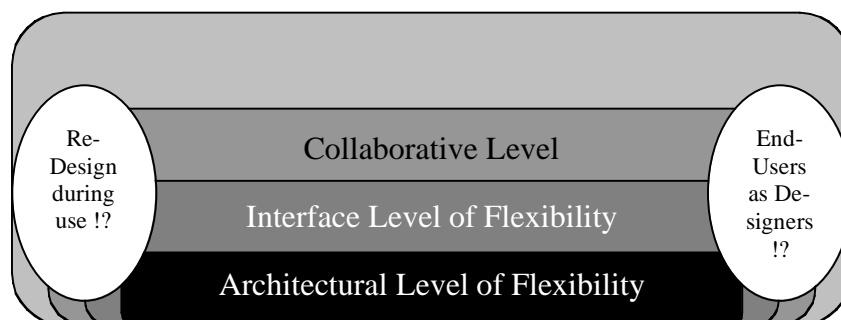 Re-
Design
during
use !?
Collaborative Level
Interface Level of Flexibility
Architectural Level of Flexibility
End-
Users
as De-
signers
!?